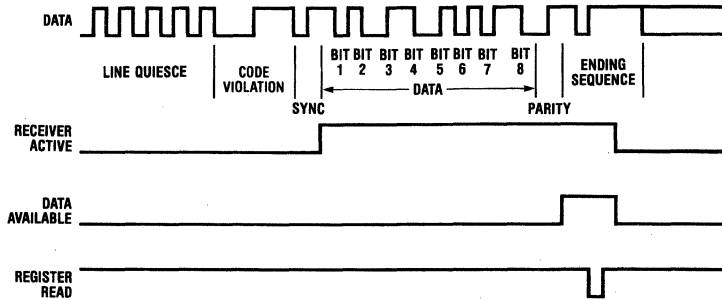 DATA
LINE QUIESCE
CODE VIOLATION
SYNC
BIT 1
BIT 2
BIT 3
BIT 4
BIT 5
BIT 6
BIT 7
BIT 8
DATA
PARITY
ENDING SEQUENCE
RECEIVER ACTIVE
DATA AVAILABLE
REGISTER READ